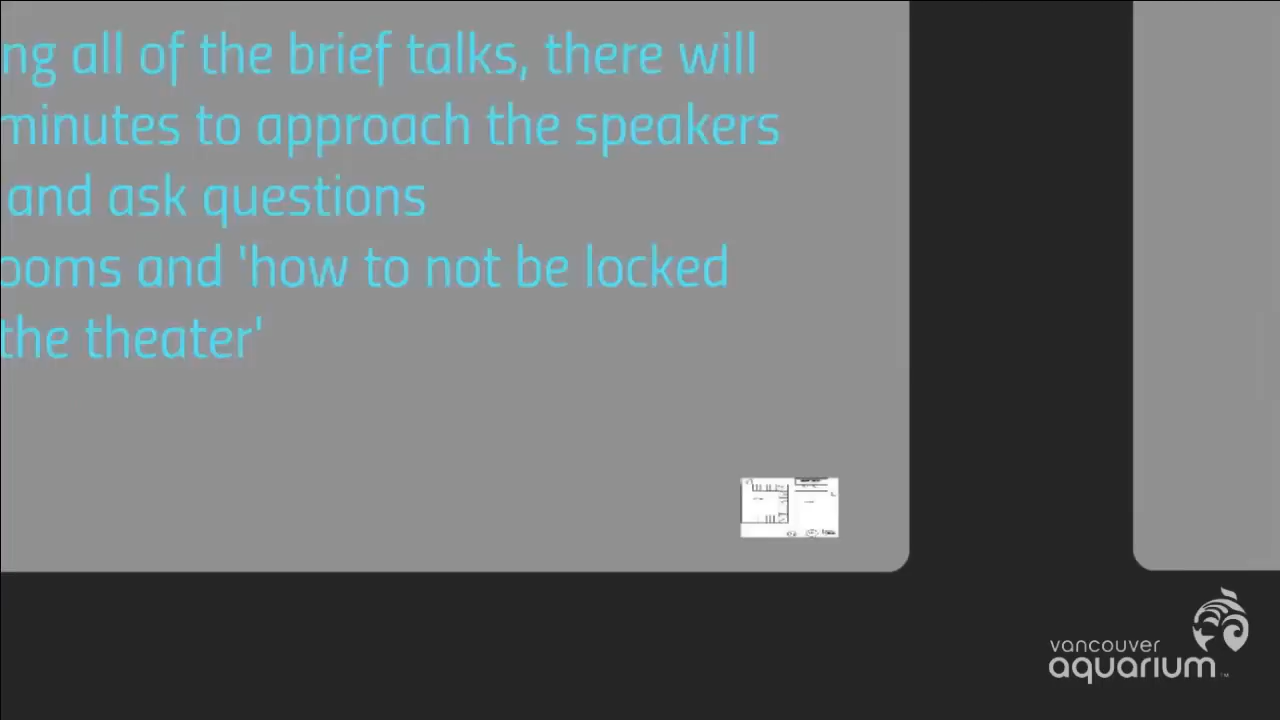 ng all of the brief talks, there will
minutes to approach the speakers
and ask questions
ooms and 'how to not be locked
the theater'
vancouver
aquarium™